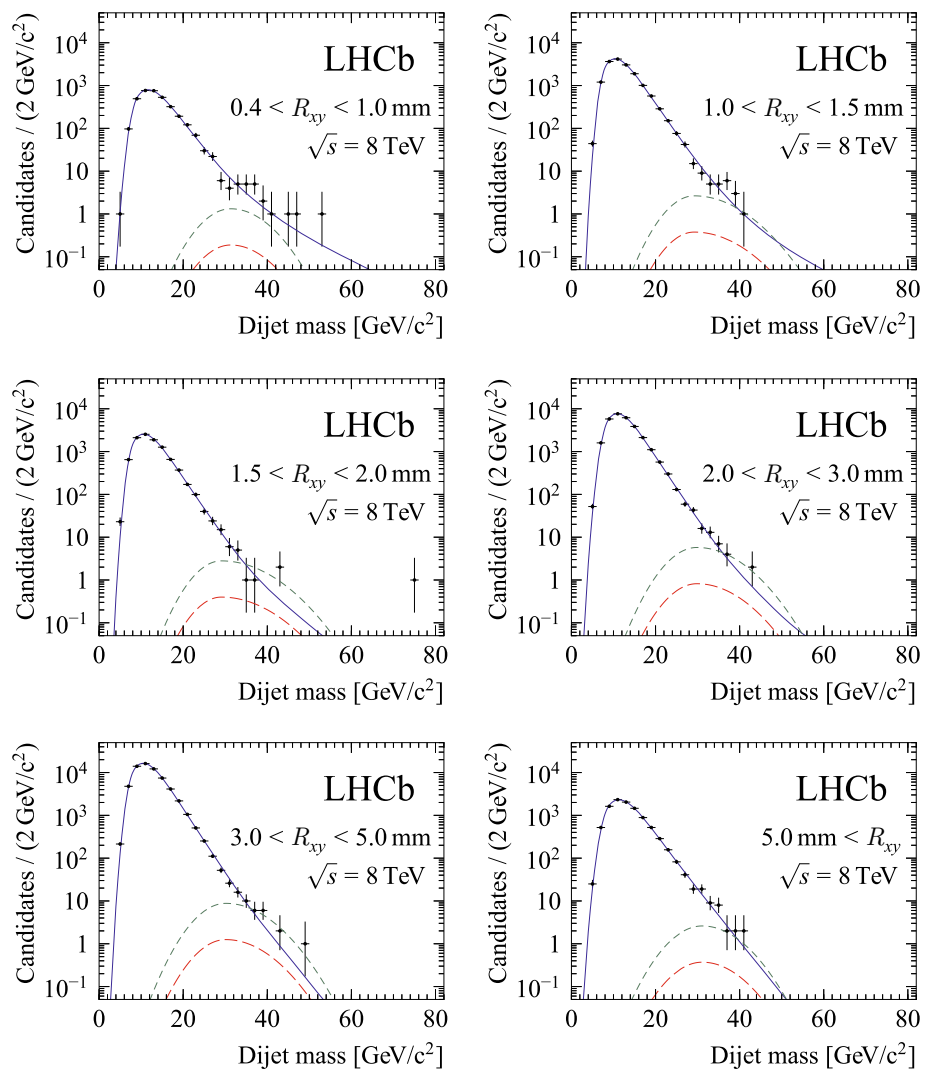 Candidates / (2 GeV/c²)
10⁴
10³
10²
10
1
10⁻¹
LHCb
0.4 < Rxy < 1.0 mm
√s = 8 TeV
0 20 40 60 80
Dijet mass [GeV/c²]
Candidates / (2 GeV/c²)
10⁴
10³
10²
10
1
10⁻¹
LHCb
1.0 < Rxy < 1.5 mm
√s = 8 TeV
0 20 40 60 80
Dijet mass [GeV/c²]
Candidates / (2 GeV/c²)
10⁴
10³
10²
10
1
10⁻¹
LHCb
1.5 < Rxy < 2.0 mm
√s = 8 TeV
0 20 40 60 80
Dijet mass [GeV/c²]
Candidates / (2 GeV/c²)
10⁴
10³
10²
10
1
10⁻¹
LHCb
2.0 < Rxy < 3.0 mm
√s = 8 TeV
0 20 40 60 80
Dijet mass [GeV/c²]
Candidates / (2 GeV/c²)
10⁴
10³
10²
10
1
10⁻¹
LHCb
3.0 < Rxy < 5.0 mm
√s = 8 TeV
0 20 40 60 80
Dijet mass [GeV/c²]
Candidates / (2 GeV/c²)
10⁴
10³
10²
10
1
10⁻¹
LHCb
5.0 mm < Rxy
√s = 8 TeV
0 20 40 60 80
Dijet mass [GeV/c²]